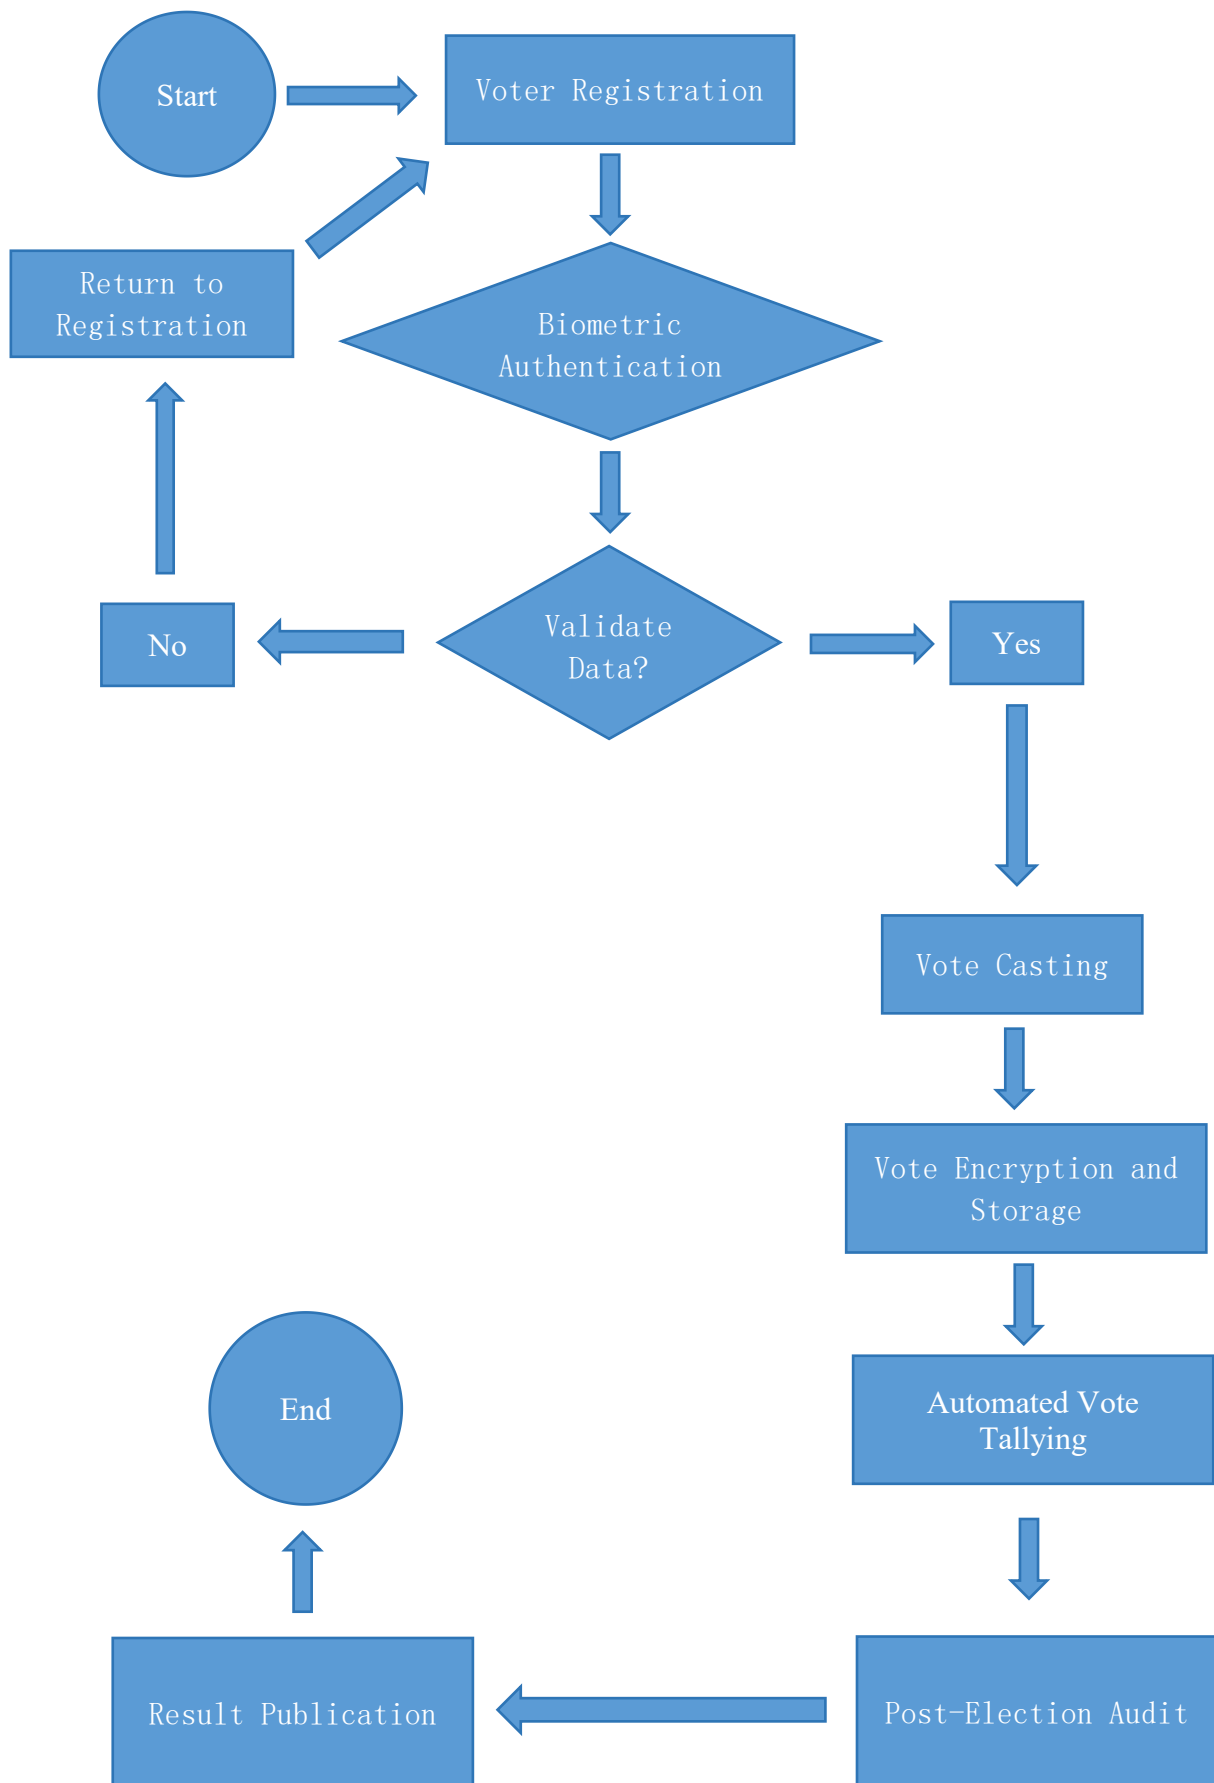 Start
Voter Registration
Return to
Registration
Biometric
Authentication
No
Validate
Data?
Yes
Vote Casting
Vote Encryption and
Storage
Automated Vote
Tallying
End
Post-Election Audit
Result Publication